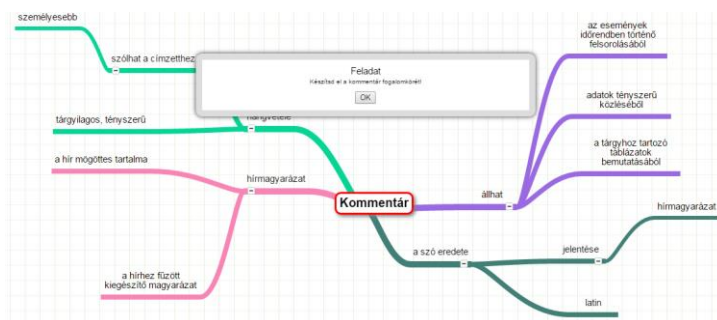 személyesebb
szólhat a címzetthez
Feladat
Készítsd el a kommentár fogalomkörét!
OK
hangvétele
tárgyilagos, tényszerű
a hír mögöttes tartalma
hírmagyarázat
a hírhez fűzött
kiegészítő magyarázat
Kommentár
az események
időrendben történő
felsorolásából
adatok tényszerű
közléséből
a tárgyhoz tartozó
táblázatok
bemutatásából
állhat
a szó eredete
jelentése
hírmagyarázat
latin